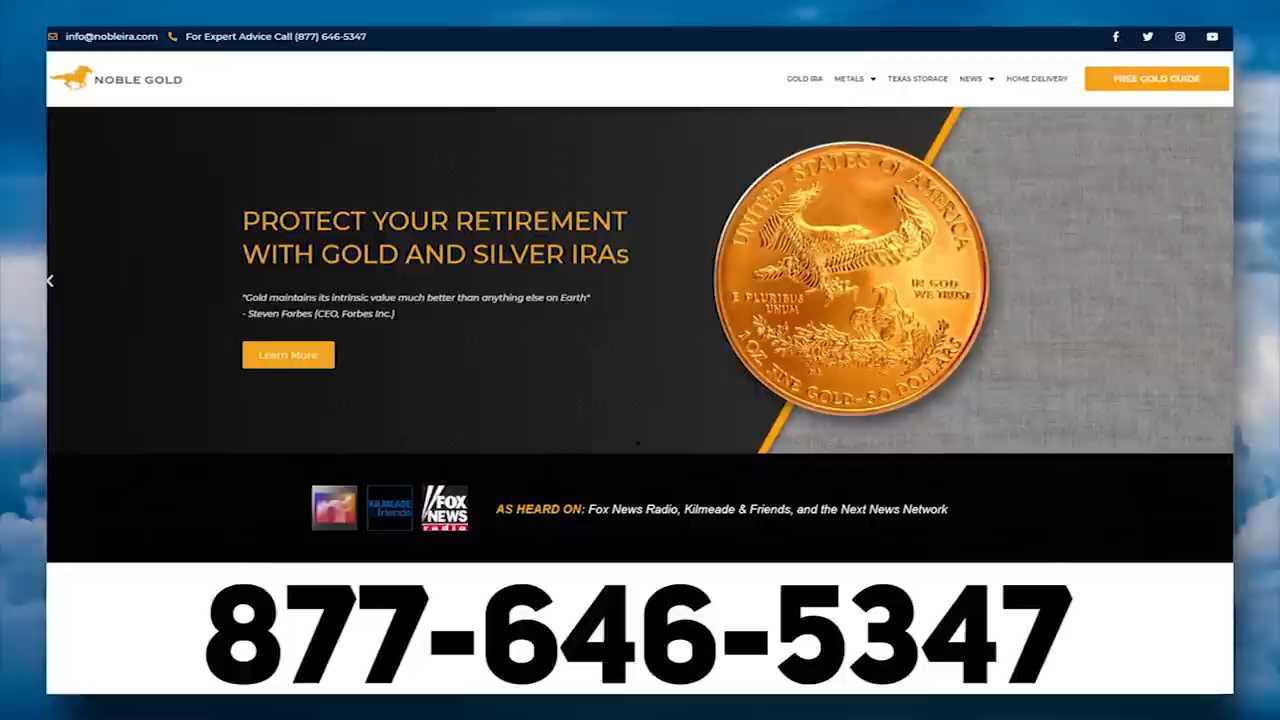 info@nobleira.com For Expert Advice Call (877) 646-5347
NOBLE GOLD
GOLD IRA METALS TEXAS STORAGE NEWS HOME DELIVERY FREE GOLD GUIDE
PROTECT YOUR RETIREMENT
WITH GOLD AND SILVER IRAs
"Gold maintains its intrinsic value much better than anything else on Earth"
- Steven Forbes (CEO, Forbes Inc.)
Learn More
UNITED STATES OF AMERICA
IN GOD
WE TRUST
E PLURIBUS
UNUM
1 OZ. FINE GOLD-50 DOLLARS
KILMEADE
friends
FOX
NEWS
radio
AS HEARD ON: Fox News Radio, Kilmeade & Friends, and the Next News Network
877-646-5347